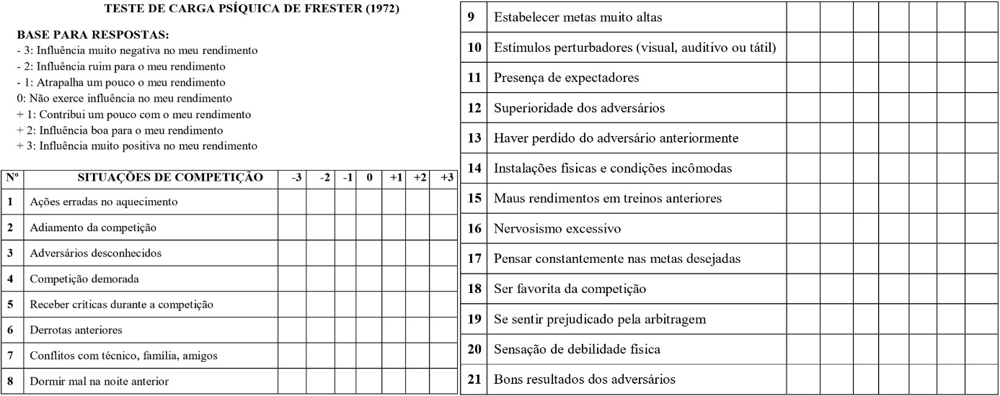 TESTE DE CARGA PSÍQUICA DE FRESTER (1972)
BASE PARA RESPOSTAS:
- 3: Influência muito negativa no meu rendimento
- 2: Influência ruim para o meu rendimento
- 1: Atrapalha um pouco o meu rendimento
0: Não exerce influência no meu rendimento
+ 1: Contribui um pouco com o meu rendimento
+ 2: Influência boa para o meu rendimento
+ 3: Influência muito positiva no meu rendimento
Nº SITUAÇÕES DE COMPETIÇÃO -3 -2 -1 0 +1 +2 +3
1 Ações erradas no aquecimento
2 Adiamento da competição
3 Adversários desconhecidos
4 Competição demorada
5 Receber críticas durante a competição
6 Derrotas anteriores
7 Conflitos com técnico, família, amigos
8 Dormir mal na noite anterior
9 Estabelecer metas muito altas
10 Estímulos perturbadores (visual, auditivo ou tátil)
11 Presença de expectadores
12 Superioridade dos adversários
13 Haver perdido do adversário anteriormente
14 Instalações físicas e condições incômodas
15 Maus rendimentos em treinos anteriores
16 Nervosismo excessivo
17 Pensar constantemente nas metas desejadas
18 Ser favorita da competição
19 Se sentir prejudicado pela arbitragem
20 Sensação de debilidade física
21 Bons resultados dos adversários